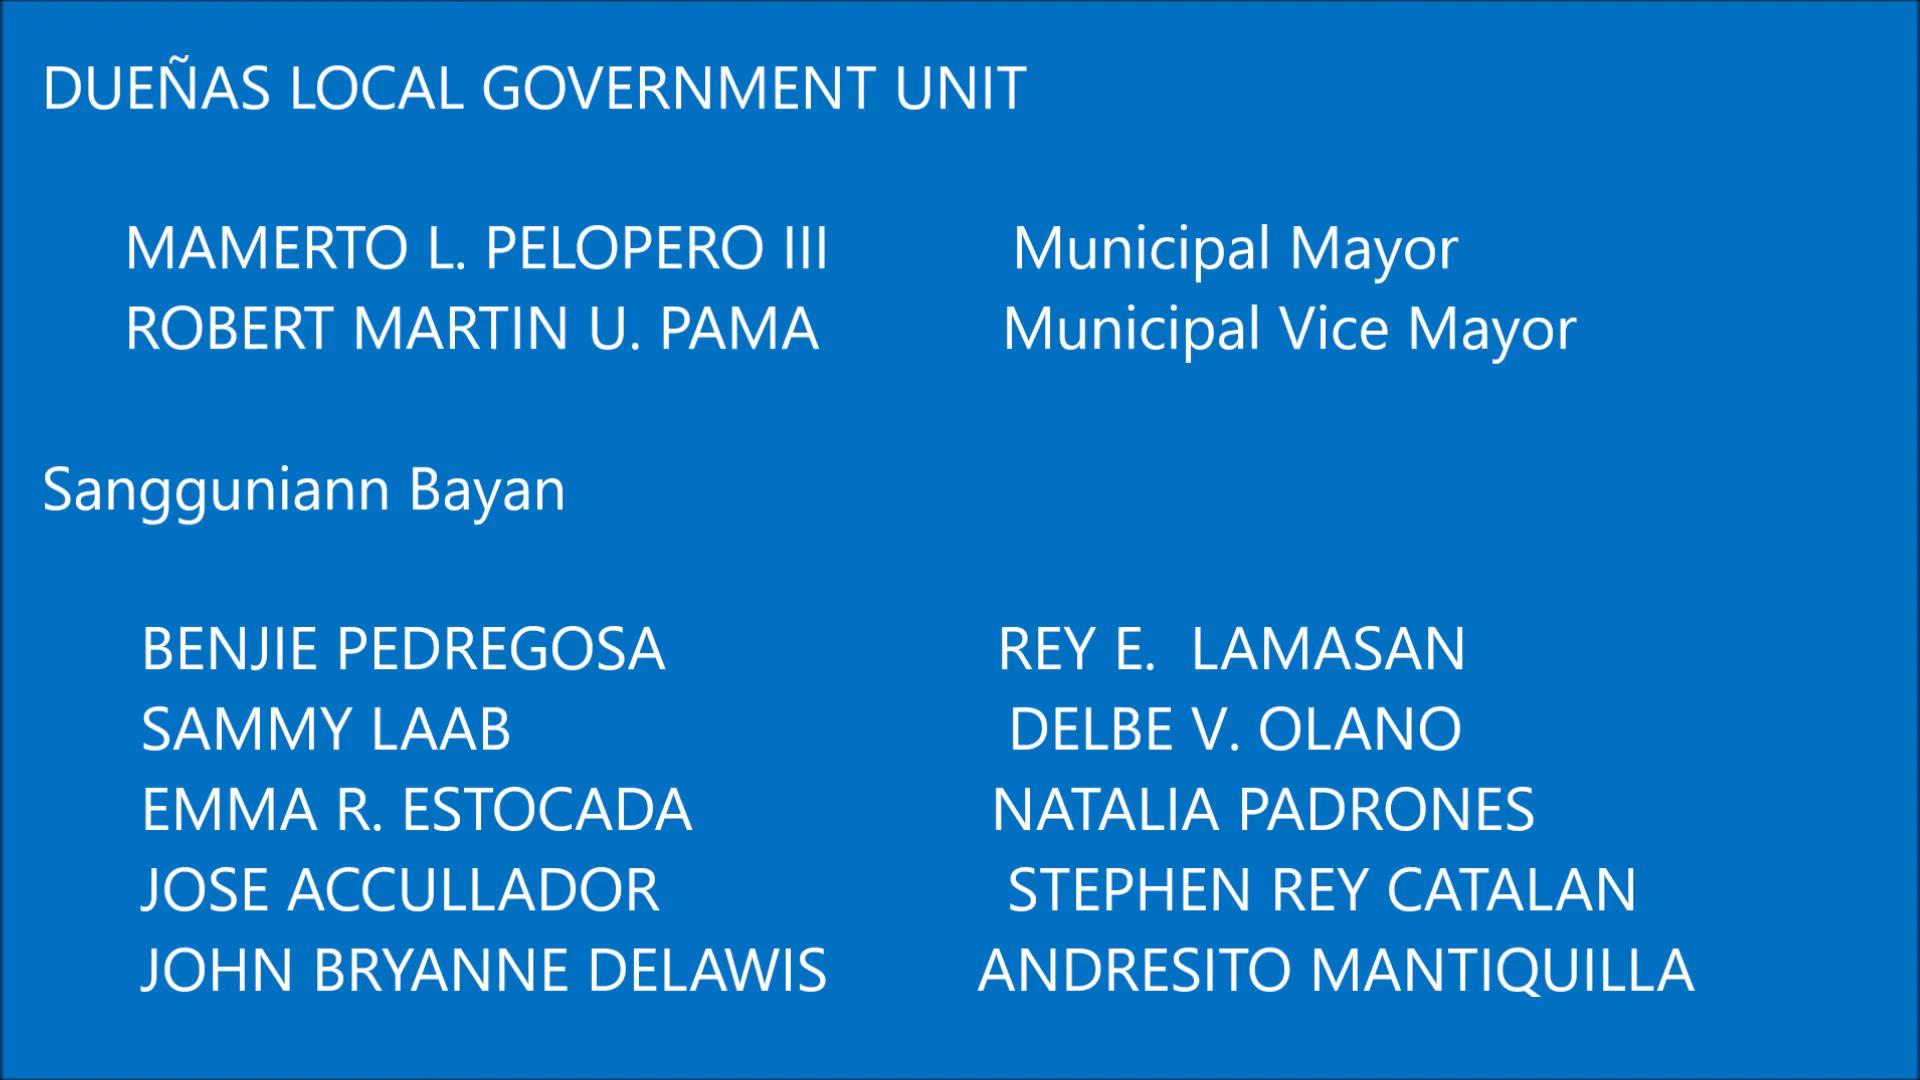 DUEÑAS LOCAL GOVERNMENT UNIT
MAMERTO L. PELOPERO III Municipal Mayor
ROBERT MARTIN U. PAMA Municipal Vice Mayor
Sangguniann Bayan
BENJIE PEDREGOSA REY E. LAMASAN
SAMMY LAAB DELBE V. OLANO
EMMA R. ESTOCADA NATALIA PADRONES
JOSE ACCULLADOR STEPHEN REY CATALAN
JOHN BRYANNE DELAWIS ANDRESITO MANTIQUILLA